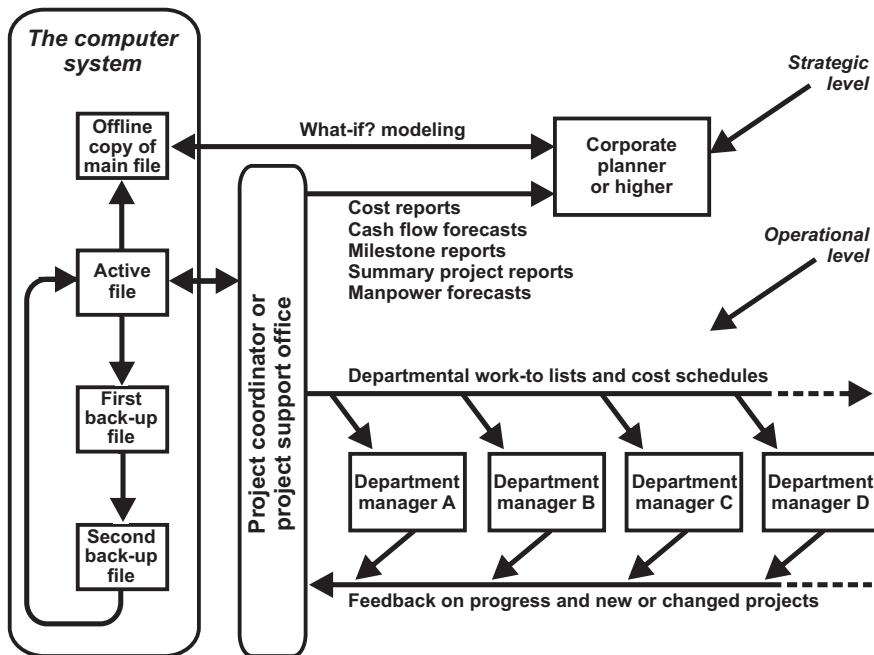 The computer
system
Offline
copy of
main file
Active
file
First
back-up
file
Second
back-up
file
Project coordinator or
project support office
What-if? modeling
Corporate
planner
or higher
Strategic
level
Cost reports
Cash flow forecasts
Milestone reports
Summary project reports
Manpower forecasts
Operational
level
Departmental work-to lists and cost schedules
Department
manager A
Department
manager B
Department
manager C
Department
manager D
Feedback on progress and new or changed projects